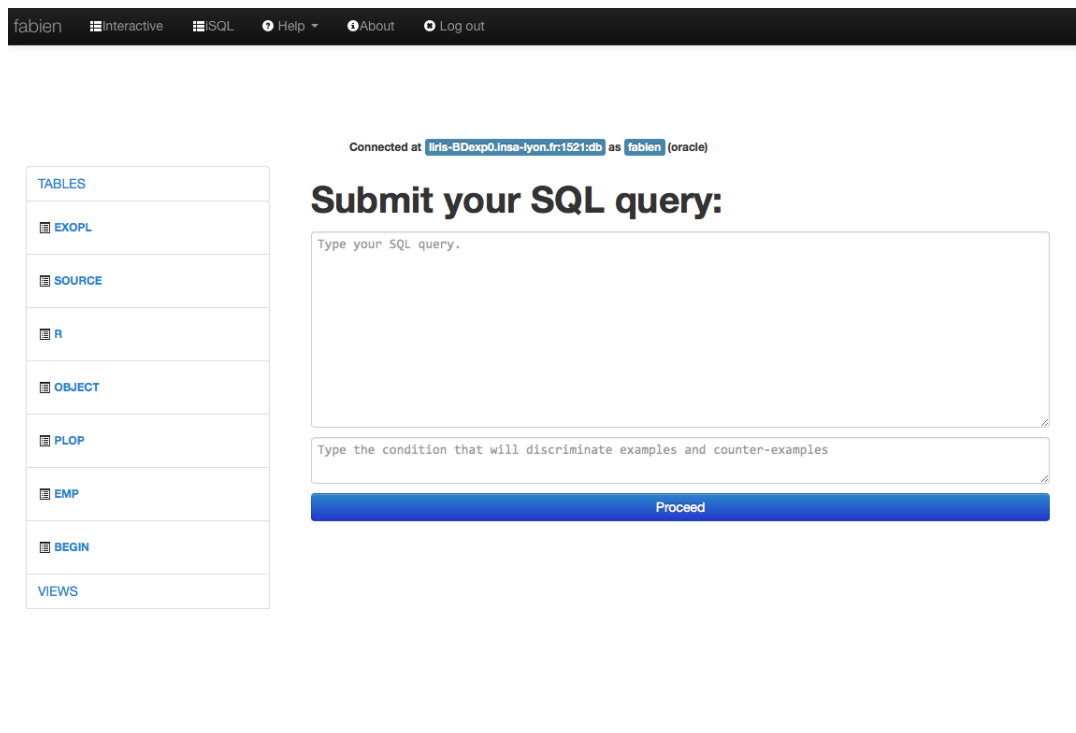 fabien Interactive iSQL Help About Log out
Connected at liris-BDexp0.insa-lyon.fr:1521:db as fabien (oracle)
TABLES
EXOPL
SOURCE
R
OBJECT
PLOP
EMP
BEGIN
VIEWS
Submit your SQL query:
Type your SQL query.
Type the condition that will discriminate examples and counter-examples
Proceed